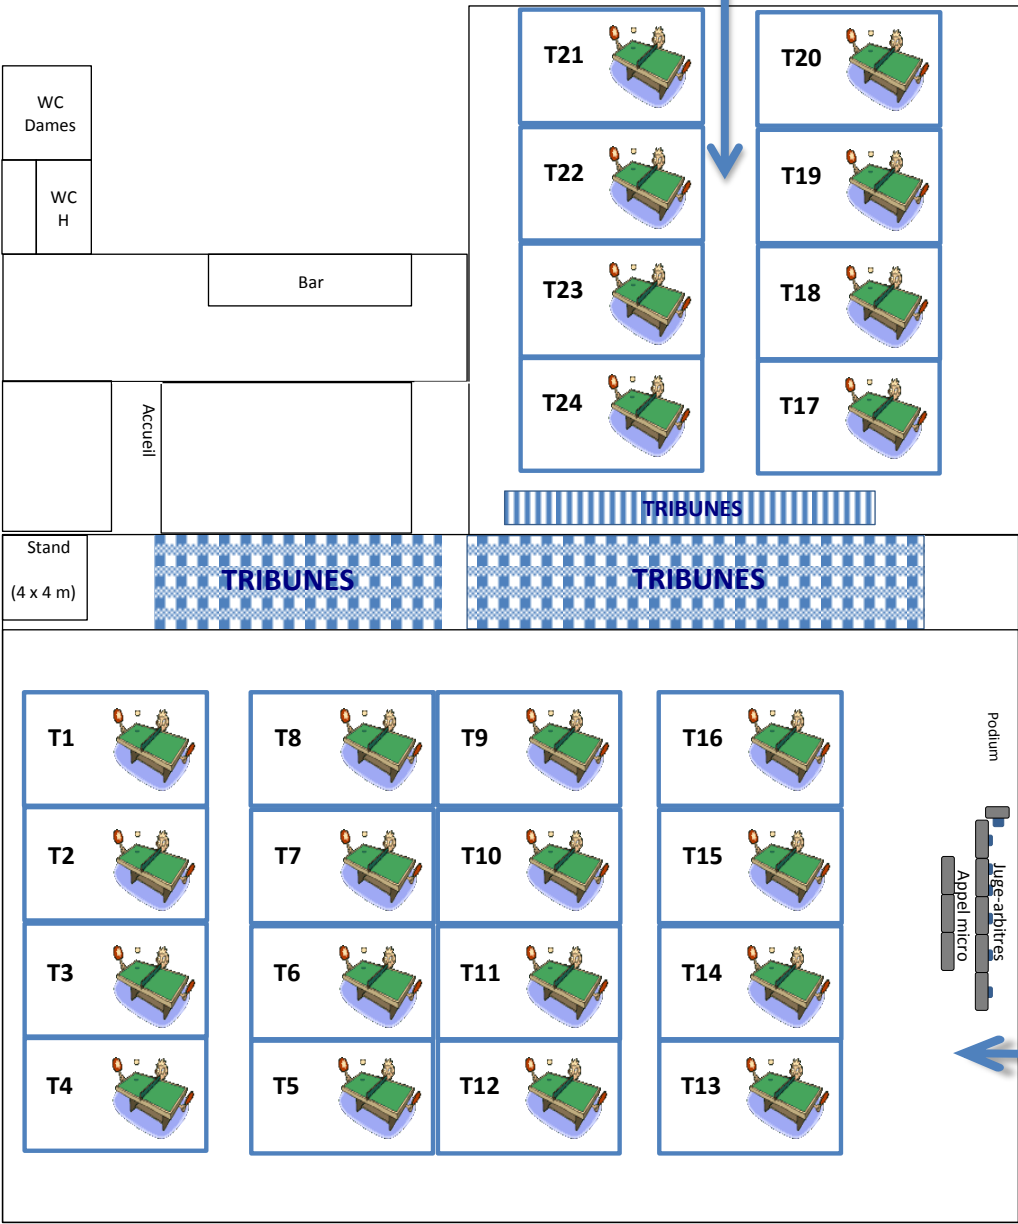 T21
T20
WC
Dames
T22
T19
WC
H
Bar
T23
T18
T24
T17
Accueil
TRIBUNES
Stand
(4 x 4 m)
TRIBUNES
TRIBUNES
T1
T8
T9
T16
Podium
T2
T7
T10
T15
Juge-arbitres
Appel micro
T3
T6
T11
T14
T4
T5
T12
T13